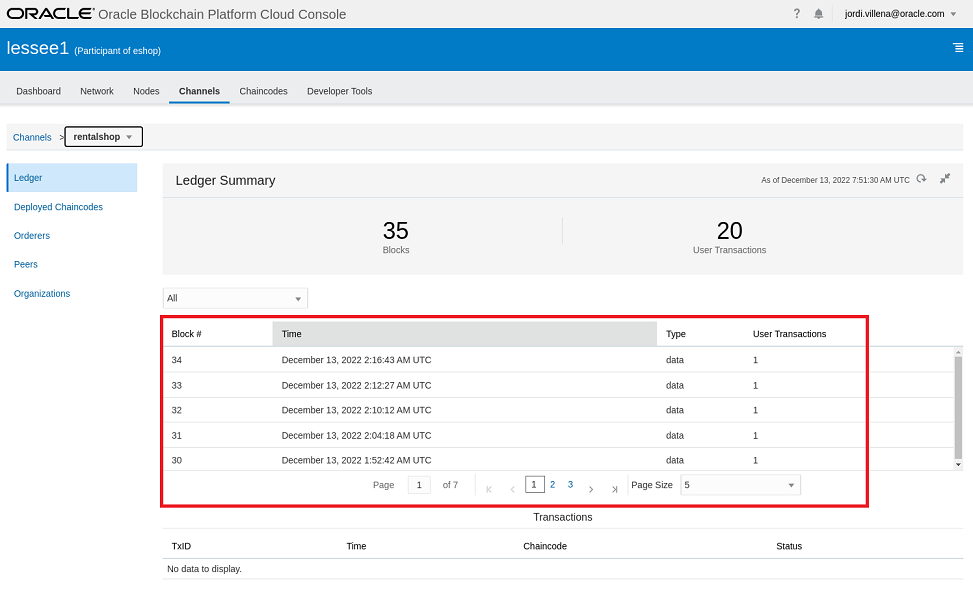 ORACLE® Oracle Blockchain Platform Cloud Console ? jordi.villena@oracle.com
lessee1 (Participant of eshop)
Dashboard Network Nodes Channels Chaincodes Developer Tools
Channels > rentalshop
Ledger
Deployed Chaincodes
Orderers
Peers
Organizations
Ledger Summary As of December 13, 2022 7:51:30 AM UTC
35 20
Blocks User Transactions
All
Block # Time Type User Transactions
34 December 13, 2022 2:16:43 AM UTC data 1
33 December 13, 2022 2:12:27 AM UTC data 1
32 December 13, 2022 2:10:12 AM UTC data 1
31 December 13, 2022 2:04:18 AM UTC data 1
30 December 13, 2022 1:52:42 AM UTC data 1
Page 1 of 7 1 2 3 Page Size 5
Transactions
TxID Time Chaincode Status
No data to display.